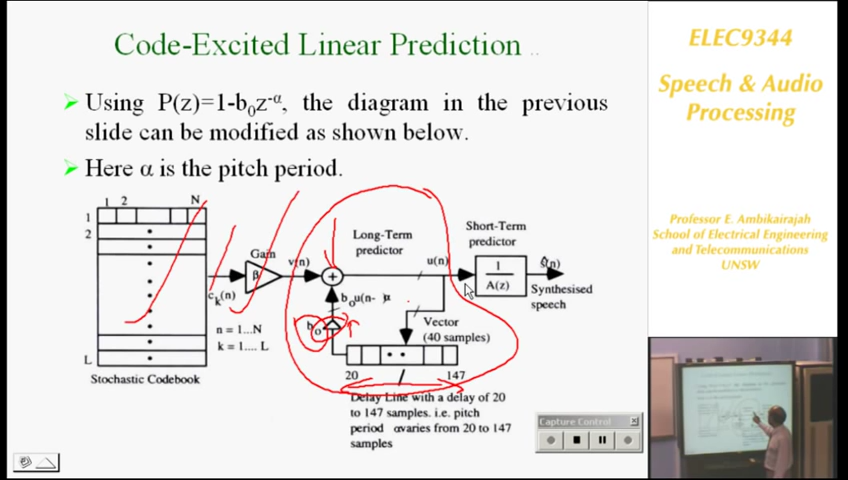 Code-Excited Linear Prediction ..
Using P(z)=1-b₀z⁻ᵅ, the diagram in the previous
slide can be modified as shown below.
Here α is the pitch period.
1 2 N
1
2
L
Stochastic Codebook
cₖ(n)
n = 1...N
k = 1.... L
Gain
β
v(n)
+
Long-Term
predictor
u(n)
b₀u(n- α
b₀
Vector
(40 samples)
20 147
Delay Line with a delay of 20
to 147 samples. i.e. pitch
period αvaries from 20 to 147
samples
Short-Term
predictor
1
A(z)
ŝ(n)
Synthesised
speech
Capture Control
ELEC9344
Speech & Audio
Processing
Professor E. Ambikairajah
School of Electrical Engineering
and Telecommunications
UNSW